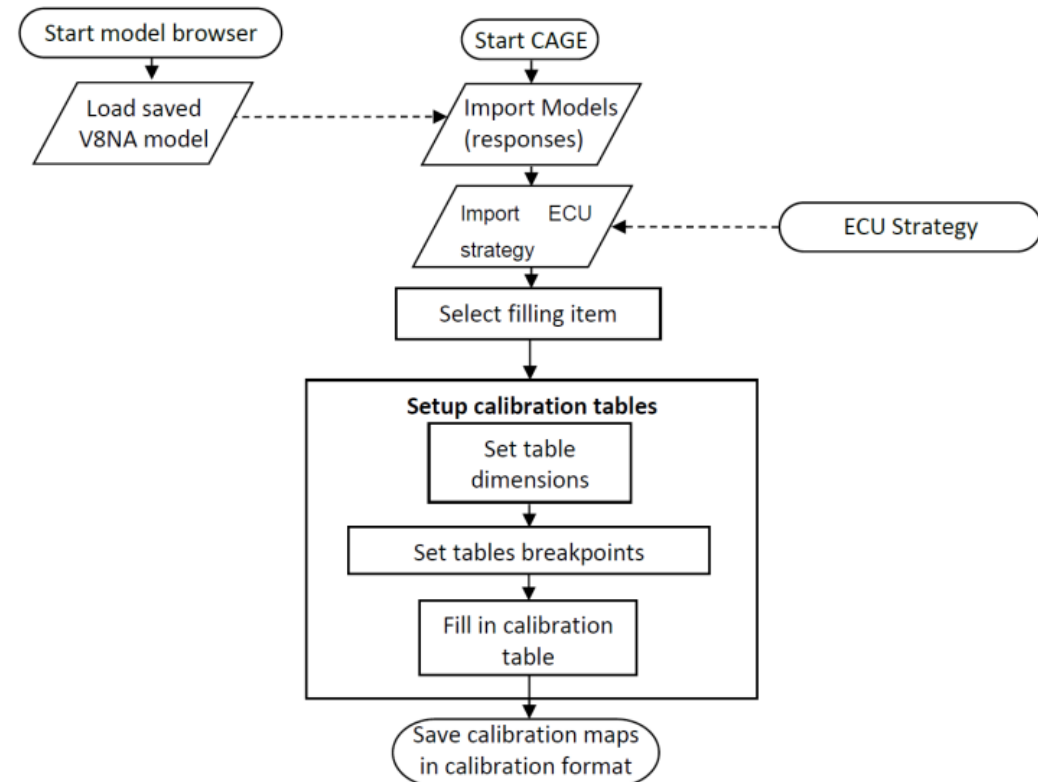 Start model browser
Start CAGE
Load saved
V8NA model
Import Models
(responses)
Import ECU
strategy
ECU Strategy
Select filling item
Setup calibration tables
Set table
dimensions
Set tables breakpoints
Fill in calibration
table
Save calibration maps
in calibration format